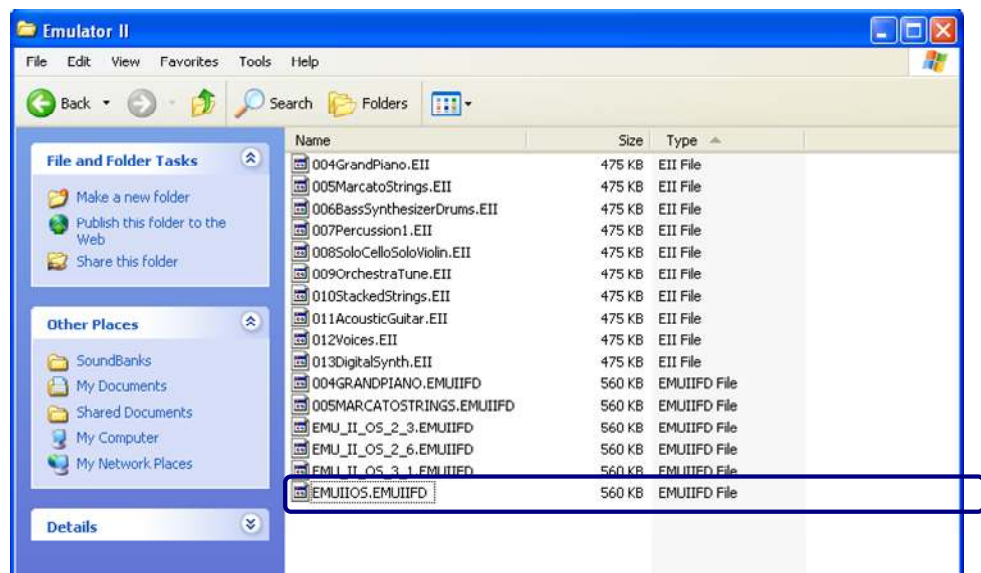 Emulator II
File Edit View Favorites Tools Help
Back Search Folders
File and Folder Tasks
Make a new folder
Publish this folder to the
Web
Share this folder
Other Places
SoundBanks
My Documents
Shared Documents
My Computer
My Network Places
Details
Name Size Type
004GrandPiano.EII 475 KB EII File
005MarcatoStrings.EII 475 KB EII File
006BassSynthesizerDrums.EII 475 KB EII File
007Percussion1.EII 475 KB EII File
008SoloCelloSoloViolin.EII 475 KB EII File
009OrchestraTune.EII 475 KB EII File
010StackedStrings.EII 475 KB EII File
011AcousticGuitar.EII 475 KB EII File
012Voices.EII 475 KB EII File
013DigitalSynth.EII 475 KB EII File
004GRANDPIANO.EMUIIFD 560 KB EMUIIFD File
005MARCATOSTRINGS.EMUIIFD 560 KB EMUIIFD File
EMU_II_OS_2_3.EMUIIFD 560 KB EMUIIFD File
EMU_II_OS_2_6.EMUIIFD 560 KB EMUIIFD File
EMU_II_OS_3_1.EMUIIFD 560 KB EMUIIFD File
EMUIIOS.EMUIIFD 560 KB EMUIIFD File